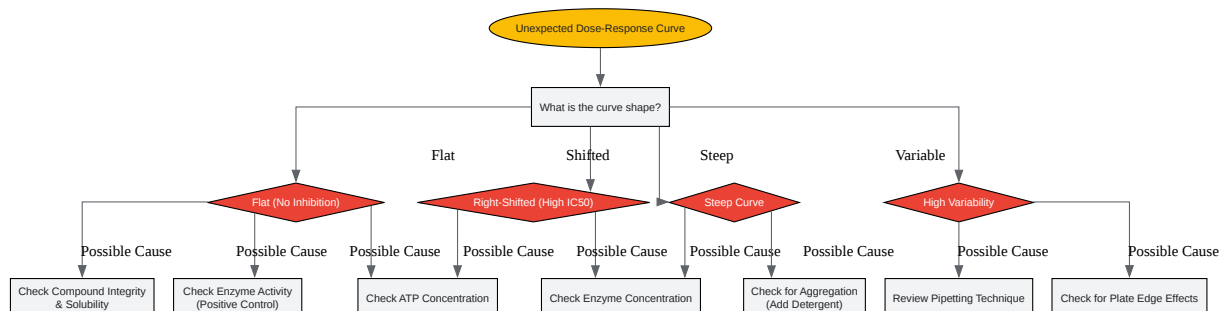 Unexpected Dose-Response Curve
What is the curve shape?
Flat
Shifted
Steep
Variable
Flat (No Inhibition)
Right-Shifted (High IC50)
Steep Curve
High Variability
Possible Cause
Possible Cause
Possible Cause
Possible Cause
Possible Cause
Possible Cause
Possible Cause
Possible Cause
Possible Cause
Check Compound Integrity
& Solubility
Check Enzyme Activity
(Positive Control)
Check ATP Concentration
Check Enzyme Concentration
Check for Aggregation
(Add Detergent)
Review Pipetting Technique
Check for Plate Edge Effects